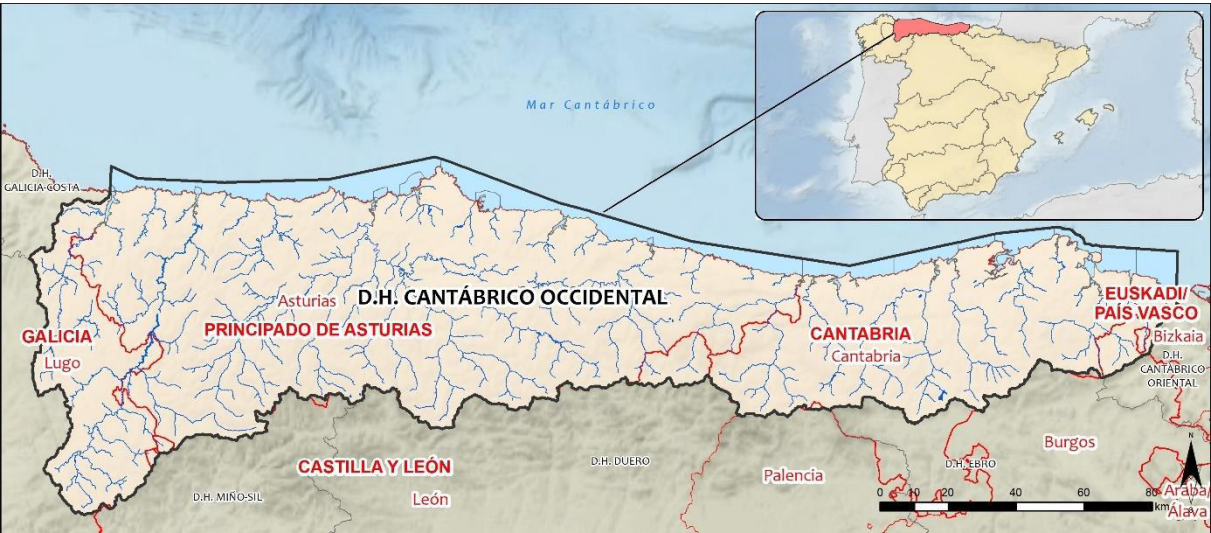 Mar Cantábrico
D.H.
GALICIA-COSTA
Asturias
D.H. CANTÁBRICO OCCIDENTAL
PRINCIPADO DE ASTURIAS
GALICIA
Lugo
CANTABRIA
Cantabria
EUSKADI/
PAÍS VASCO
Bizkaia
D.H.
CANTÁBRICO
ORIENTAL
CASTILLA Y LEÓN
León
D.H. MIÑO-SIL
D.H. DUERO
Palencia
D.H. EBRO
Burgos
N
Araba/
Álava
0 20 40 60 80
km